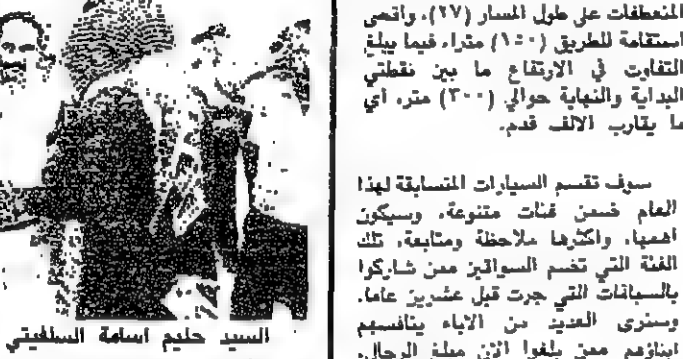 المنعطفات على طول المسار (٢٧)، واقصى
استقامة للطريق (١٥٠) مترا، فيما يبلغ
التفاوت في الارتفاع ما بين نقطتي
البداية والنهاية حوالي (٣٠٠) متر، أي
ما يقارب الالف قدم.
سوف تقسم السيارات المتسابقة لهذا
العام ضمن فئات متنوعة، وسيكون
اهمها، واكثرها ملاحظة ومتابعة، تلك
الفئة التي تضم السواقين ممن شاركوا
بالسباقات التي جرت قبل عشرين عاما،
وسنرى العديد من الاباء ينافسهم
ابناؤهم ممن بلغوا الآن مبلغ الرجال،
السيد حليم اسامة السلفيتي